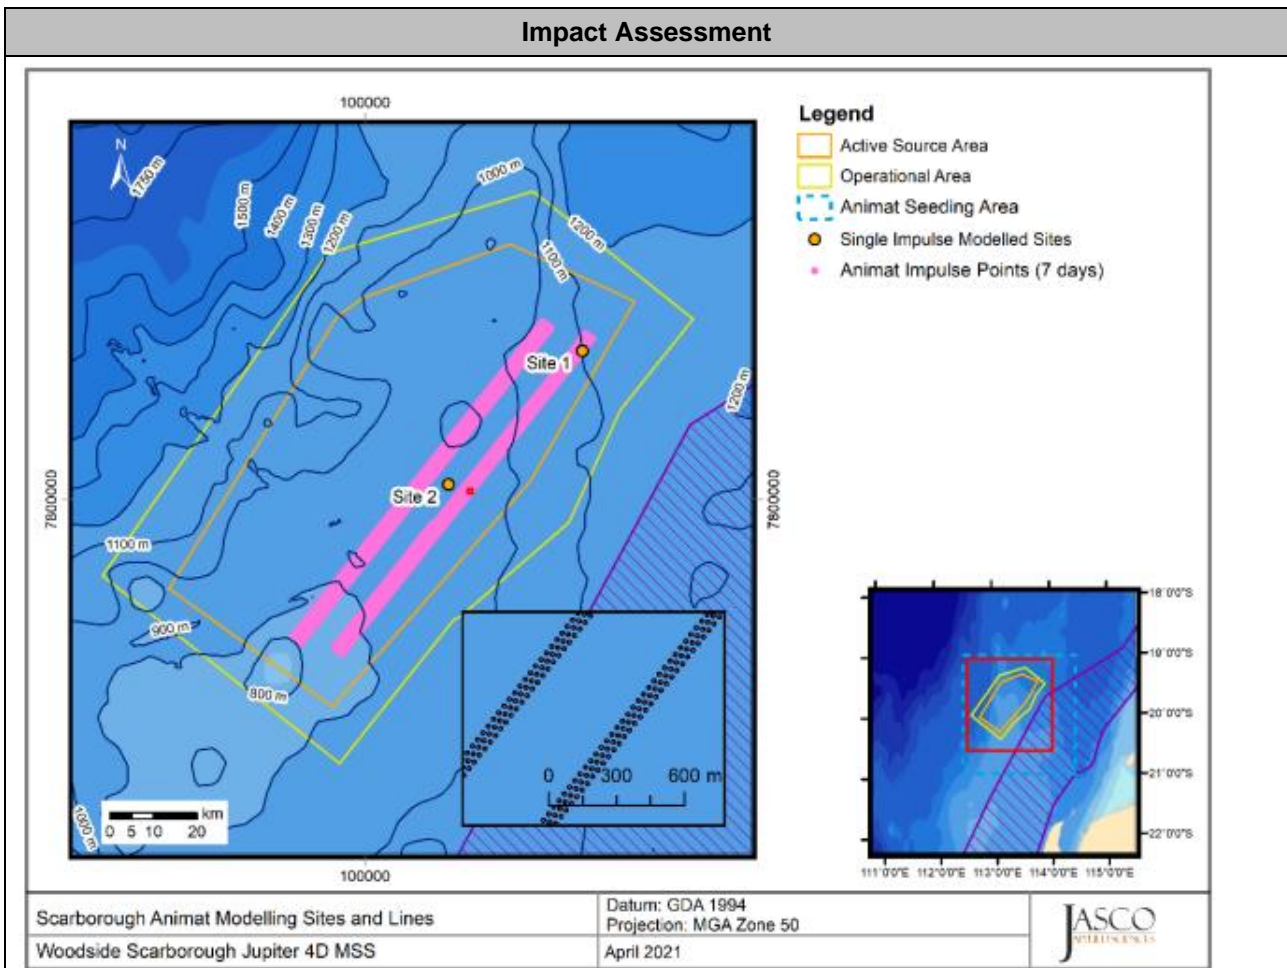 Impact Assessment
100000
N
1750 m
1500 m
1400 m
1300 m
1200 m
1000 m
1200 m
1100 m
Site 1
1200 m
7800000
7800000
Site 2
1100 m
900 m
800 m
1000 m
0 5 10 20 km
0 300 600 m
100000
Legend
Active Source Area
Operational Area
Animat Seeding Area
Single Impulse Modelled Sites
Animat Impulse Points (7 days)
18°0'0"S
19°0'0"S
20°0'0"S
21°0'0"S
22°0'0"S
111°0'0"E 112°0'0"E 113°0'0"E 114°0'0"E 115°0'0"E
Scarborough Animat Modelling Sites and Lines
Woodside Scarborough Jupiter 4D MSS
Datum: GDA 1994
Projection: MGA Zone 50
April 2021
JASCO
APPLIED SCIENCES